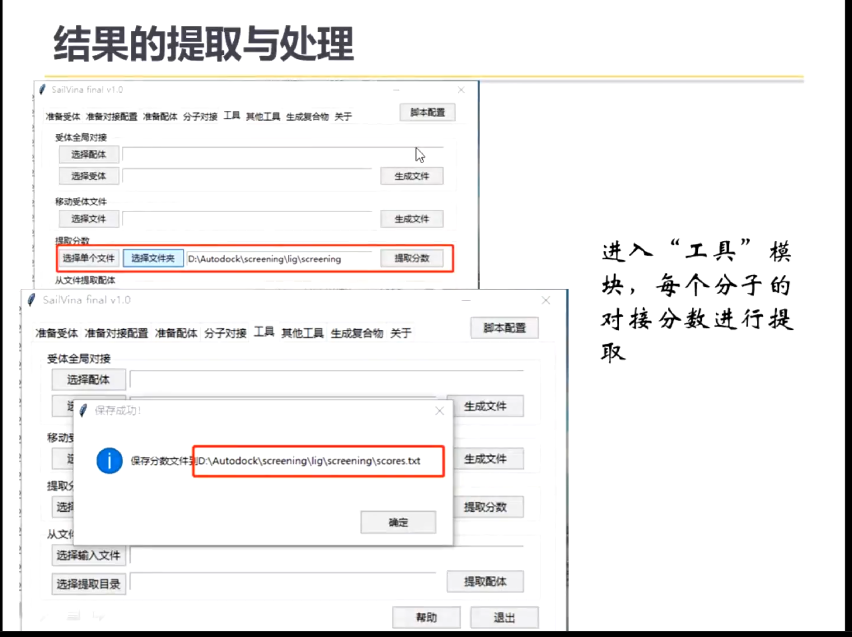 结果的提取与处理
SailVina final v1.0
准备受体 准备对接配置 准备配体 分子对接 工具 其他工具 生成复合物 关于
脚本配置
受体全局对接
选择配体
选择受体
生成文件
移动受体文件
选择文件
生成文件
提取分数
选择单个文件 选择文件夹 D:\Autodock\screening\lig\screening 提取分数
从文件提取配体
SailVina final v1.0
准备受体 准备对接配置 准备配体 分子对接 工具 其他工具 生成复合物 关于
脚本配置
受体全局对接
选择配体
生成文件
保存成功!
保存分数文件到D:\Autodock\screening\lig\screening\scores.txt
确定
移动受
生成文件
提取分
提取分数
从文件
选择输入文件
选择提取目录
提取配体
帮助 退出
进入“工具”模
块，每个分子的
对接分数进行提
取